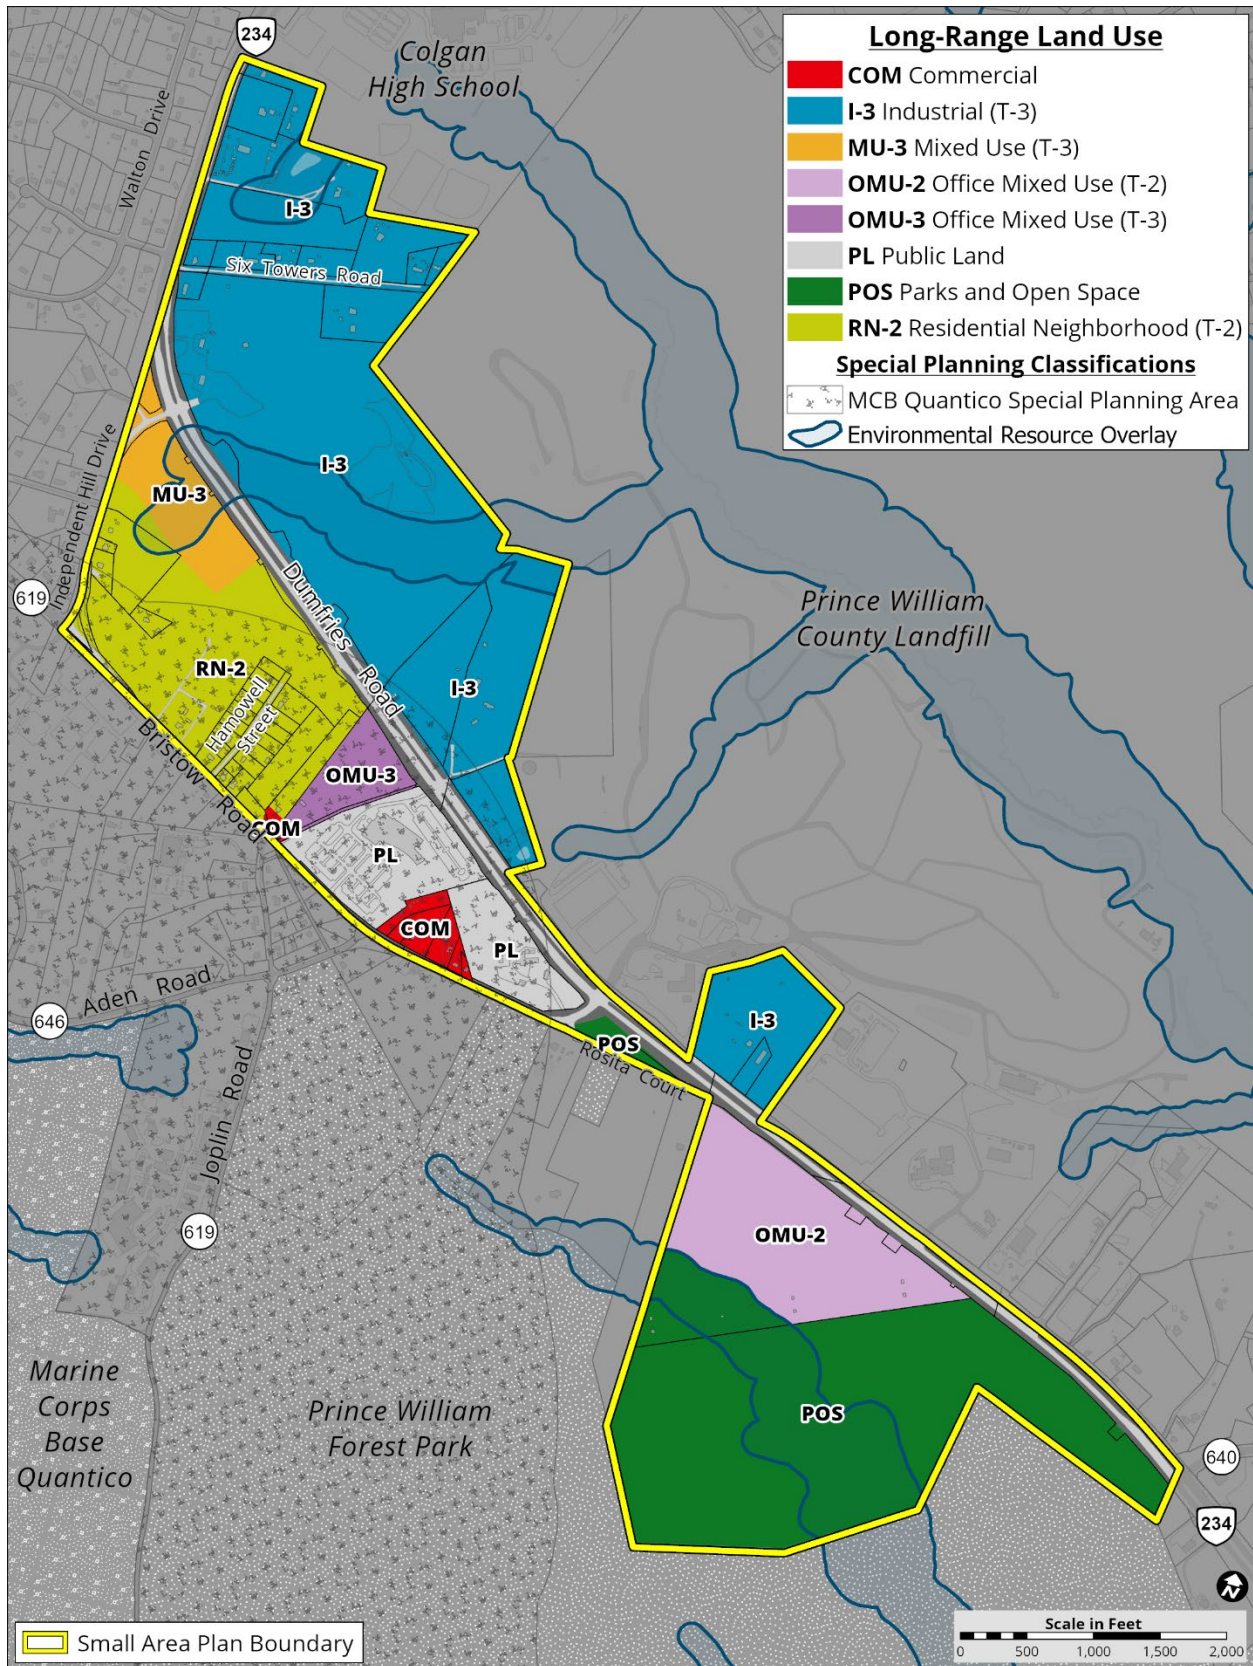 Long-Range Land Use
COM Commercial
I-3 Industrial (T-3)
MU-3 Mixed Use (T-3)
OMU-2 Office Mixed Use (T-2)
OMU-3 Office Mixed Use (T-3)
PL Public Land
POS Parks and Open Space
RN-2 Residential Neighborhood (T-2)
Special Planning Classifications
MCB Quantico Special Planning Area
Environmental Resource Overlay
234
Colgan
High School
Walton Drive
I-3
Six Towers Road
I-3
MU-3
Independent Hill Drive
619
Dumfries Road
Prince William
County Landfill
RN-2
I-3
Hamowell
Street
Bristow Road
OMU-3
COM
PL
COM
PL
Aden Road
646
I-3
POS
Rosita Court
Joplin Road
619
OMU-2
Marine
Corps
Base
Quantico
Prince William
Forest Park
POS
640
234
N
Small Area Plan Boundary
Scale in Feet
0 500 1,000 1,500 2,000